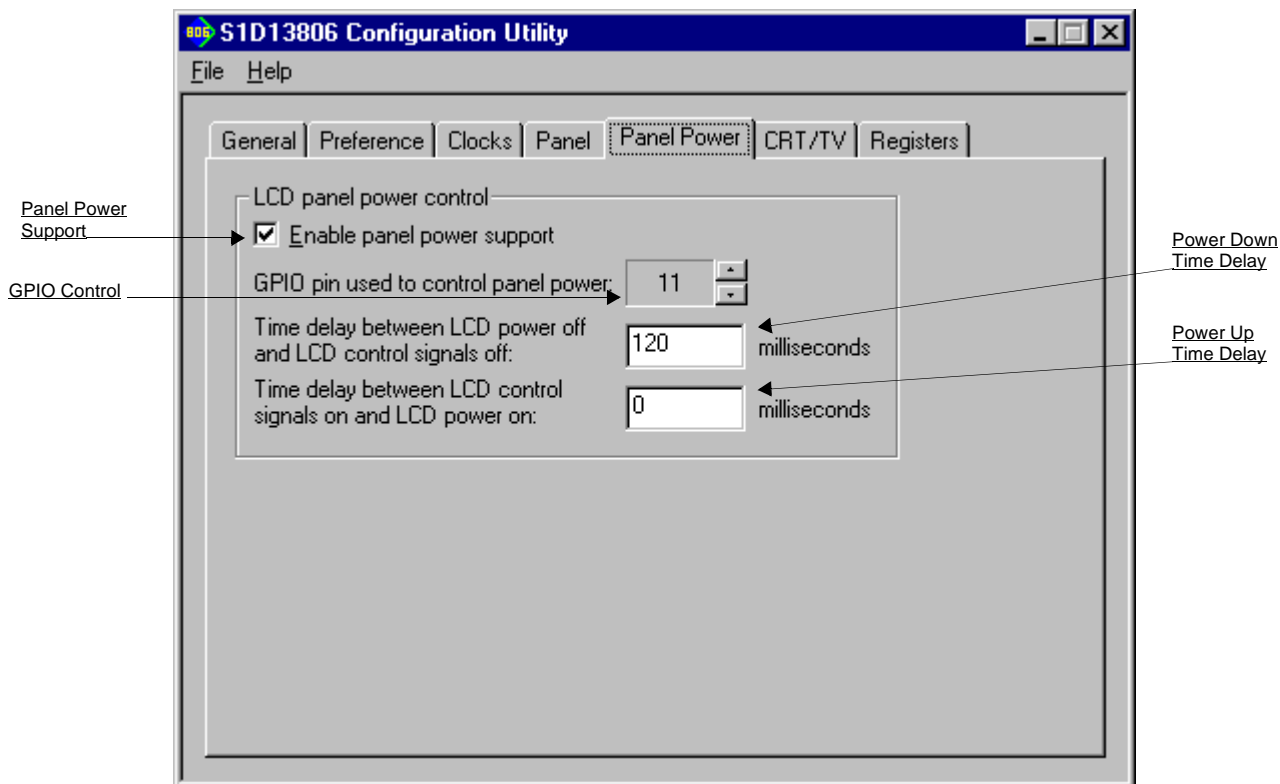 806 S1D13806 Configuration Utility
File Help
General Preference Clocks Panel Panel Power CRT/TV Registers
LCD panel power control
Panel Power
Support
Enable panel power support
Power Down
Time Delay
GPIO Control
GPIO pin used to control panel power: 11
Time delay between LCD power off
and LCD control signals off:
120 milliseconds
Power Up
Time Delay
Time delay between LCD control
signals on and LCD power on:
0 milliseconds